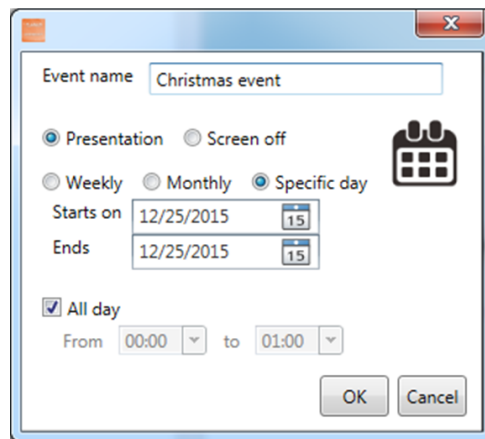 Event name Christmas event
Presentation Screen off
Weekly Monthly Specific day
Starts on 12/25/2015 15
Ends 12/25/2015 15
All day
From 00:00 to 01:00
OK Cancel